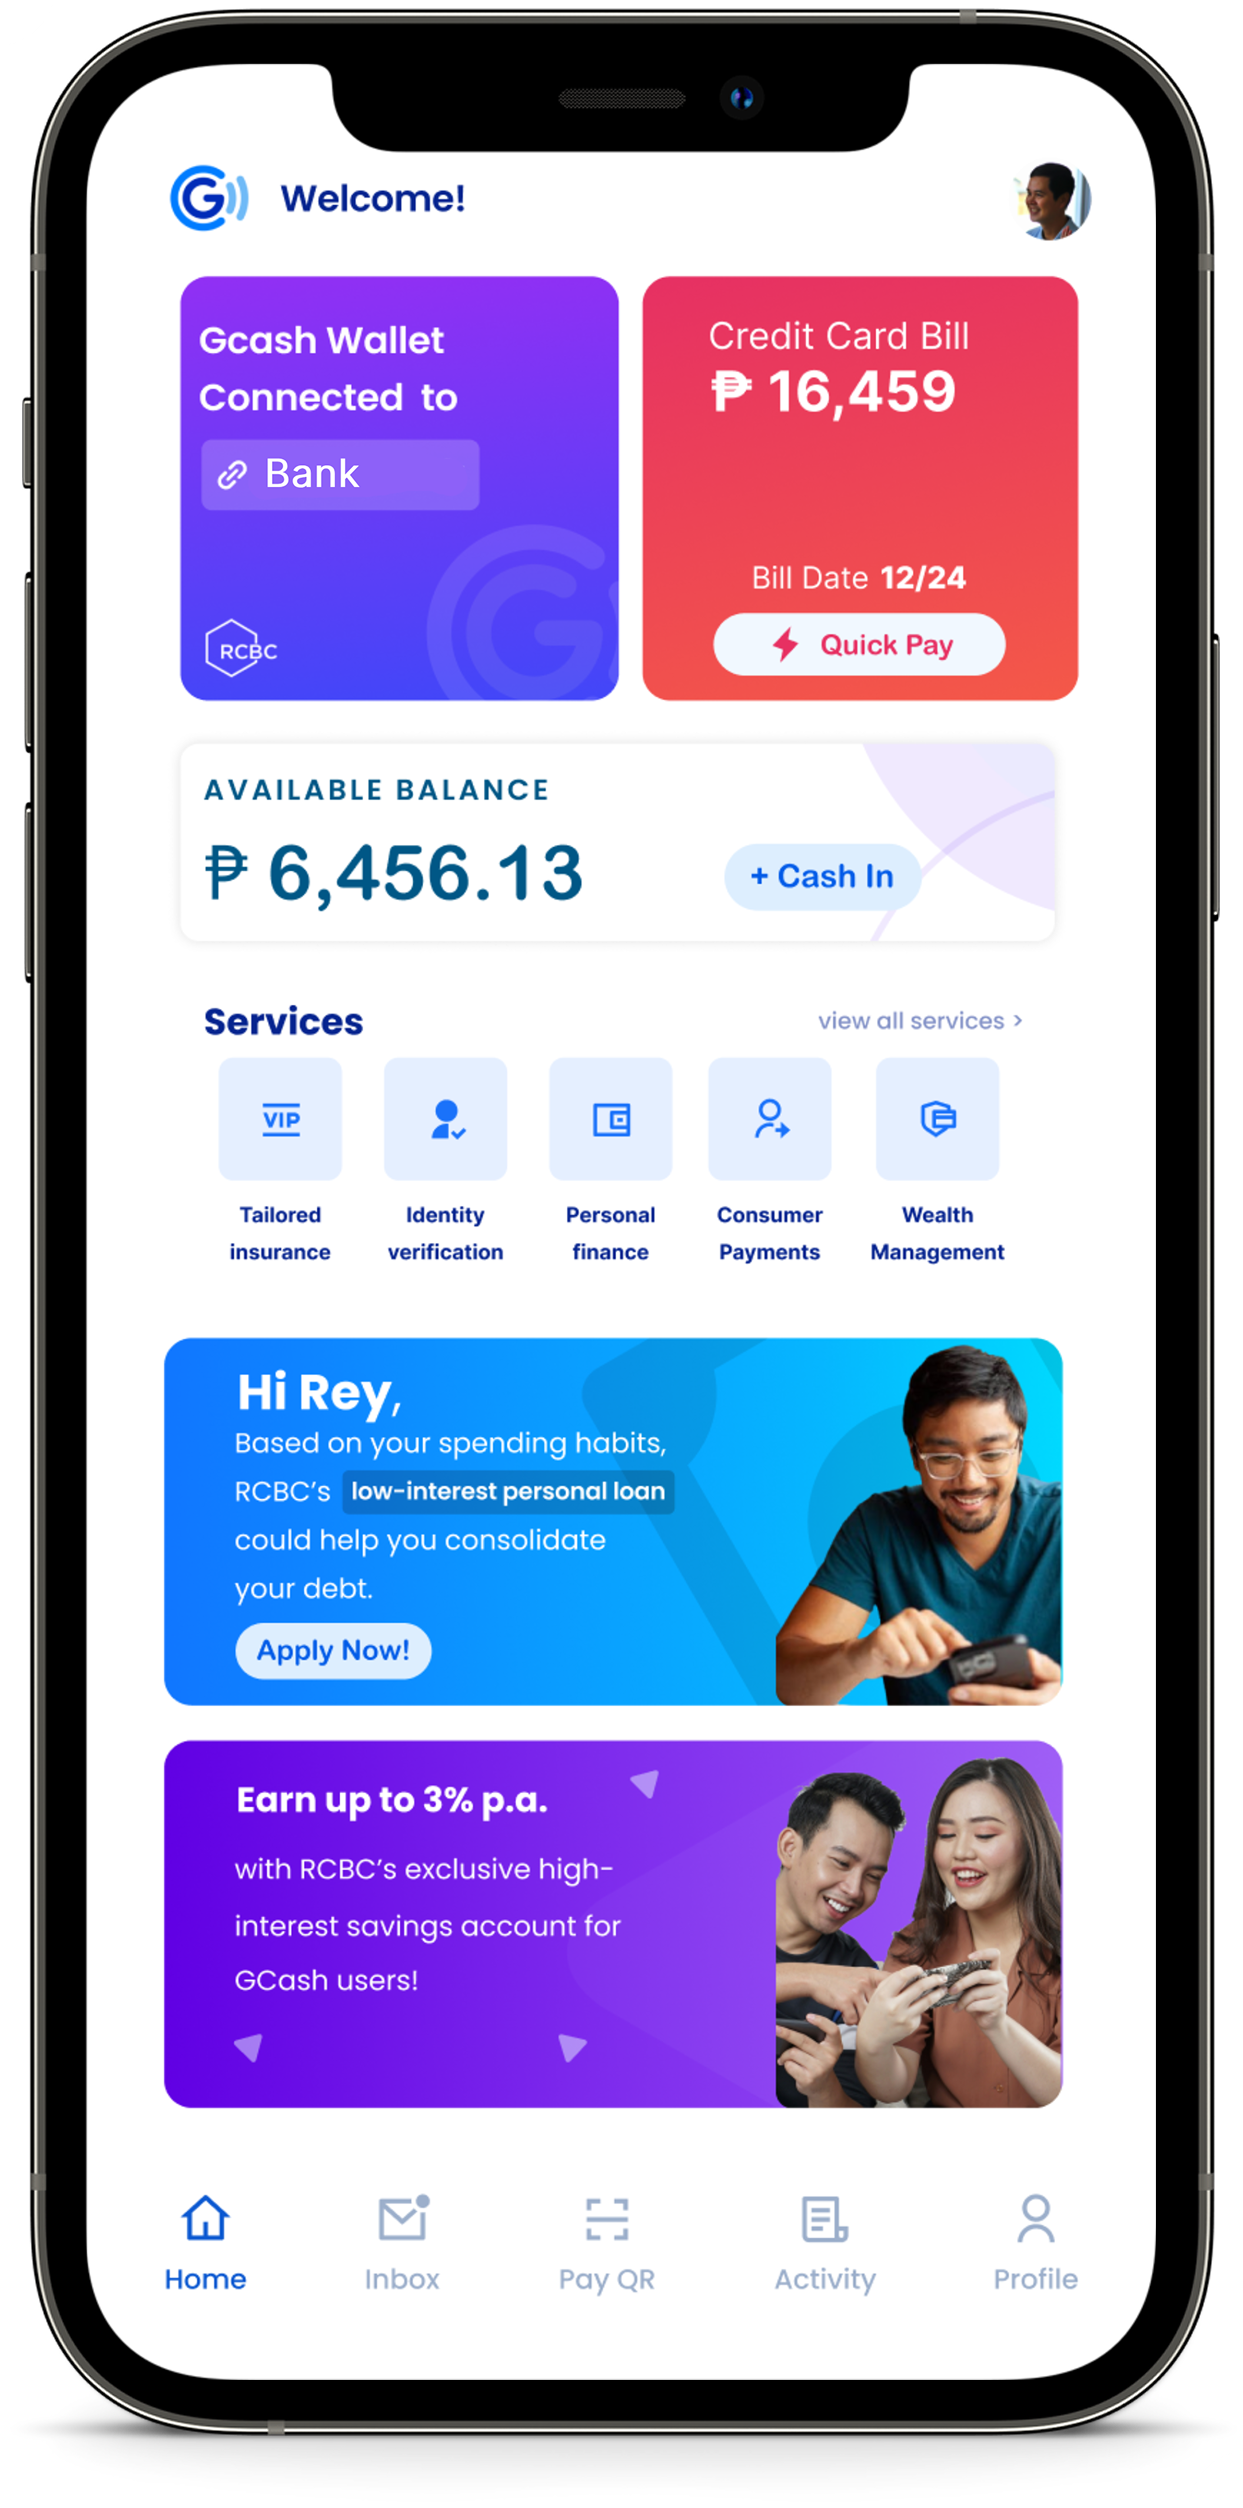 G
Welcome!
Gcash Wallet
Connected to
Bank
RCBC
Credit Card Bill
₱ 16,459
Bill Date 12/24
Quick Pay
AVAILABLE BALANCE
₱ 6,456.13
+ Cash In
Services
view all services >
VIP
Tailored
insurance
Identity
verification
Personal
finance
Consumer
Payments
Wealth
Management
Hi Rey,
Based on your spending habits,
RCBC’s low-interest personal loan
could help you consolidate
your debt.
Apply Now!
Earn up to 3% p.a.
with RCBC’s exclusive high-
interest savings account for
GCash users!
Home
Inbox
Pay QR
Activity
Profile